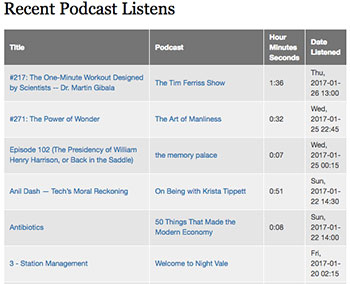 Recent Podcast Listens
Title
Podcast
Hour
Minutes
Seconds
Date
Listened
#217: The One-Minute Workout Designed
by Scientists -- Dr. Martin Gibala
The Tim Ferriss Show
1:36
Thu,
2017-01-
26 13:00
#271: The Power of Wonder
The Art of Manliness
0:32
Wed,
2017-01-
25 22:45
Episode 102 (The Presidency of William
Henry Harrison, or Back in the Saddle)
the memory palace
0:07
Wed,
2017-01-
25 00:15
Anil Dash — Tech's Moral Reckoning
On Being with Krista Tippett
0:51
Sun,
2017-01-
22 14:30
Antibiotics
50 Things That Made the
Modern Economy
0:08
Sun,
2017-01-
22 14:00
3 - Station Management
Welcome to Night Vale
Fri,
2017-01-
20 02:15